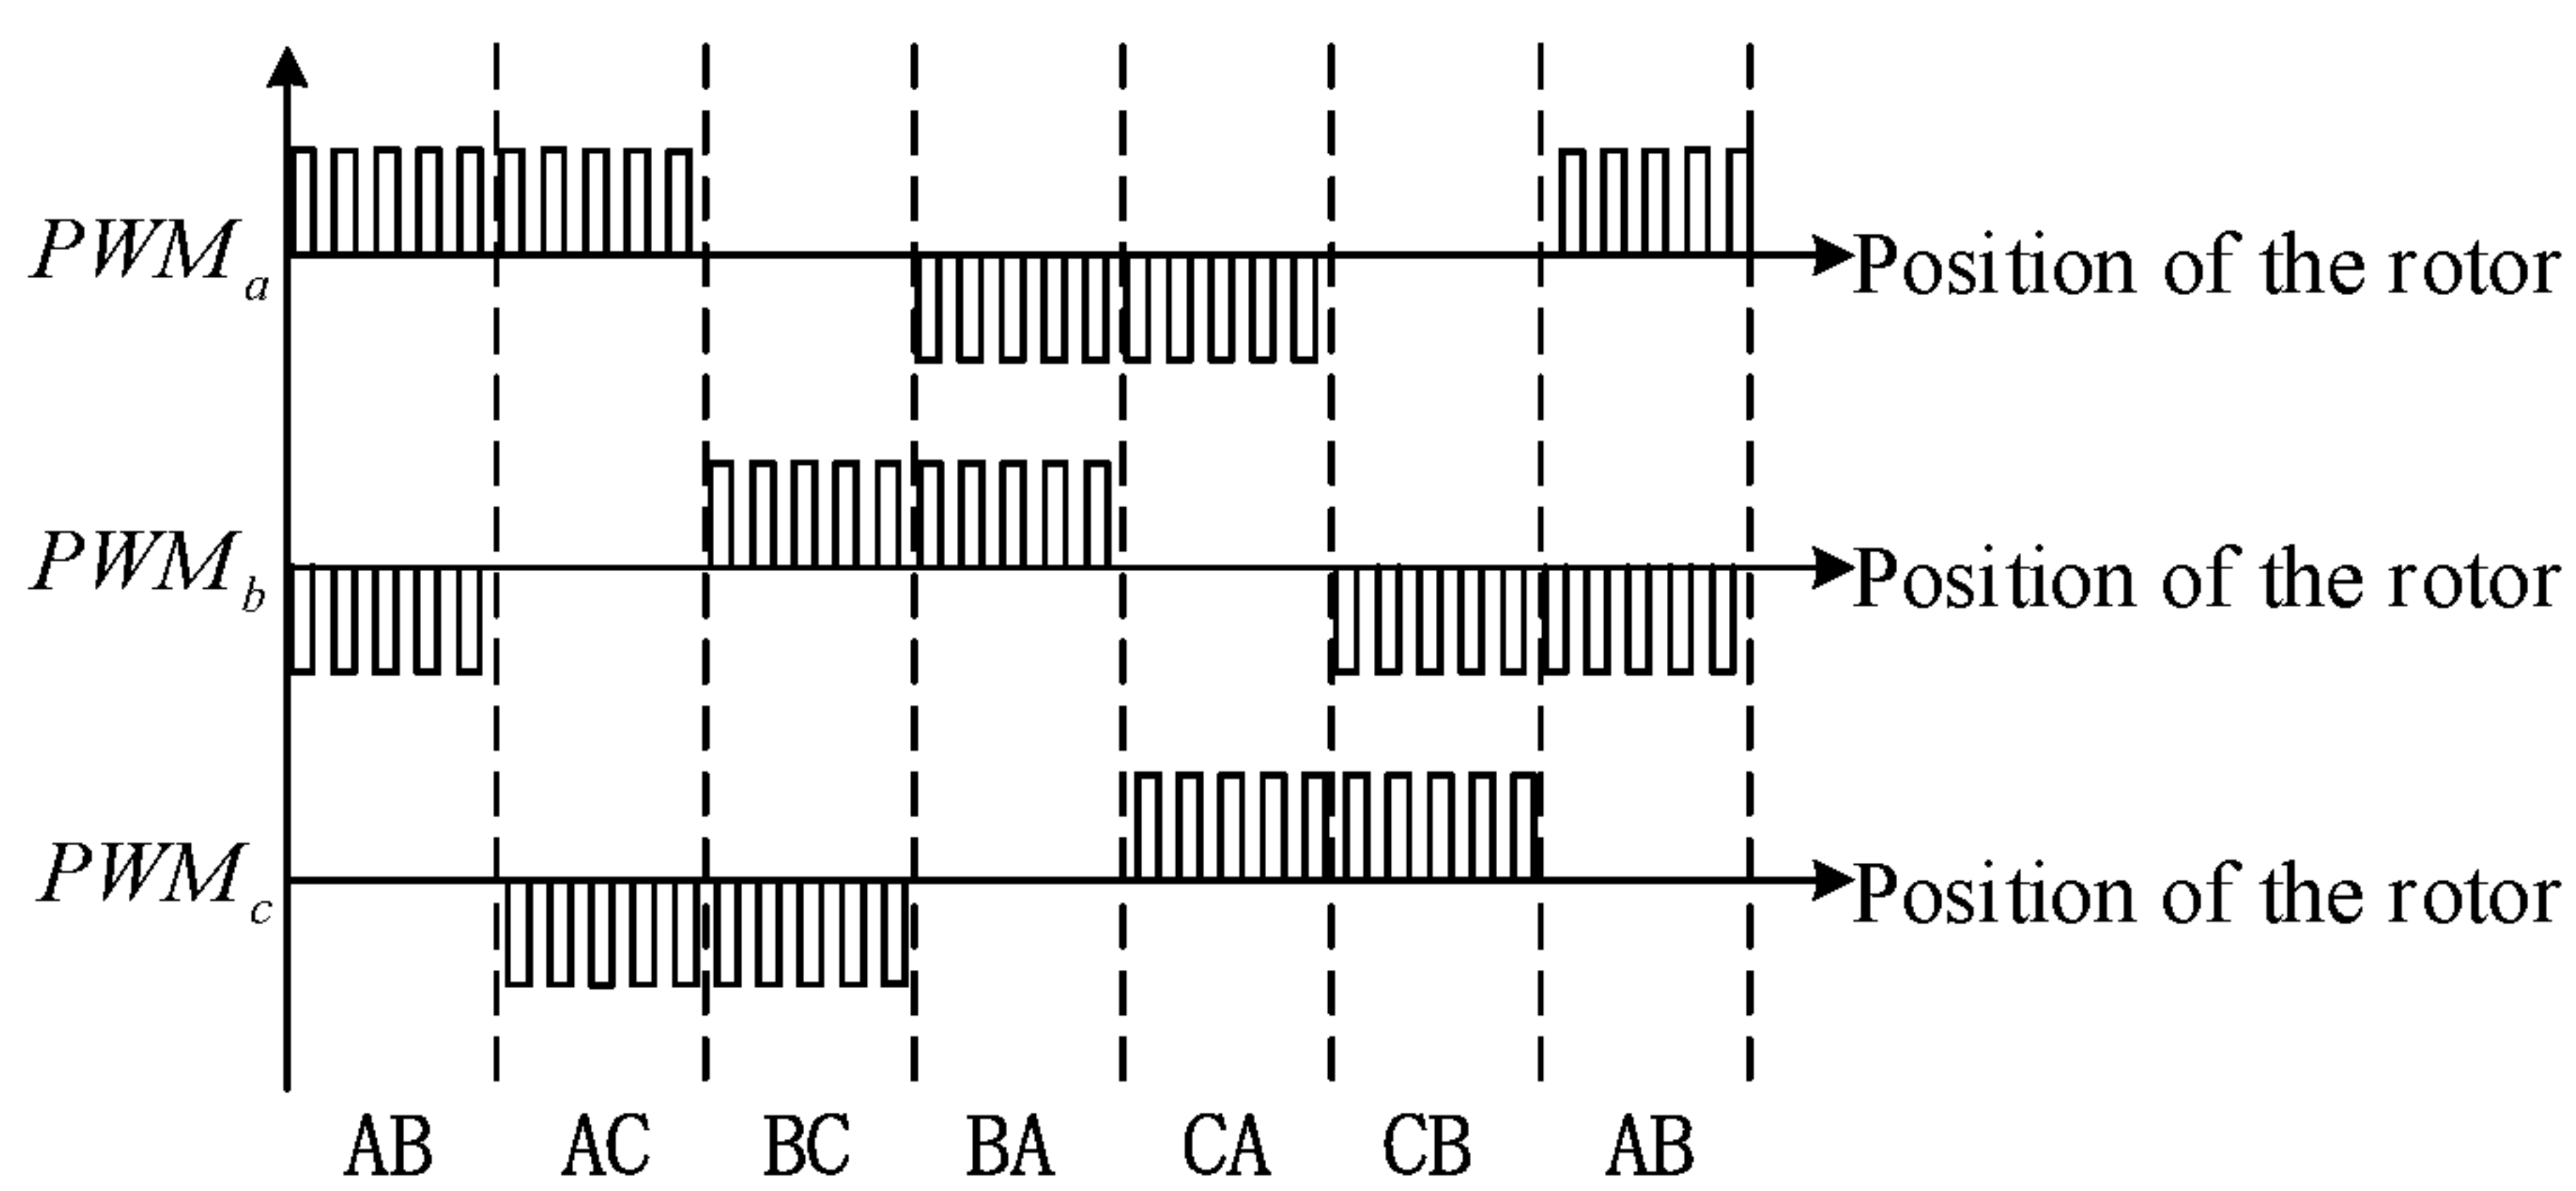 PWMa Position of the rotor
PWMb Position of the rotor
PWMc Position of the rotor
AB AC BC BA CA CB AB